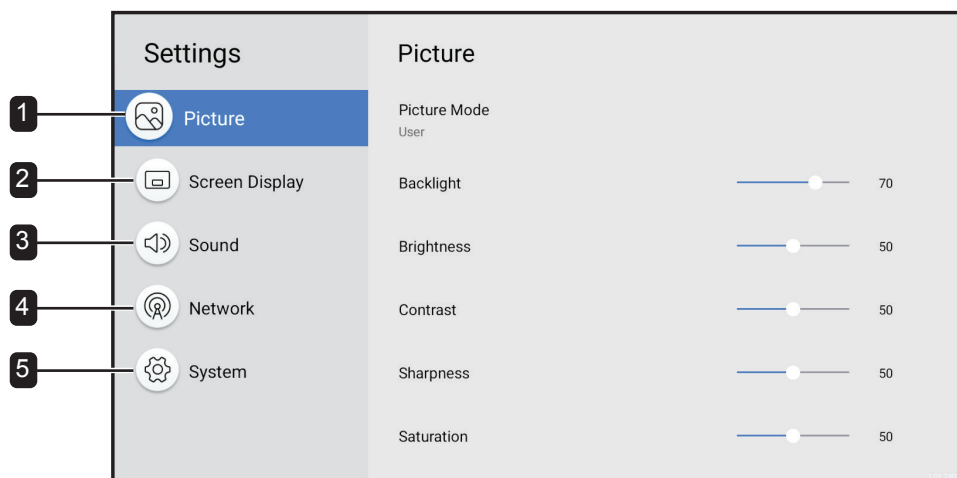 Settings
Picture
1
Picture
Picture Mode
User
2
Screen Display
Backlight
70
3
Sound
Brightness
50
4
Network
Contrast
50
5
System
Sharpness
50
Saturation
50